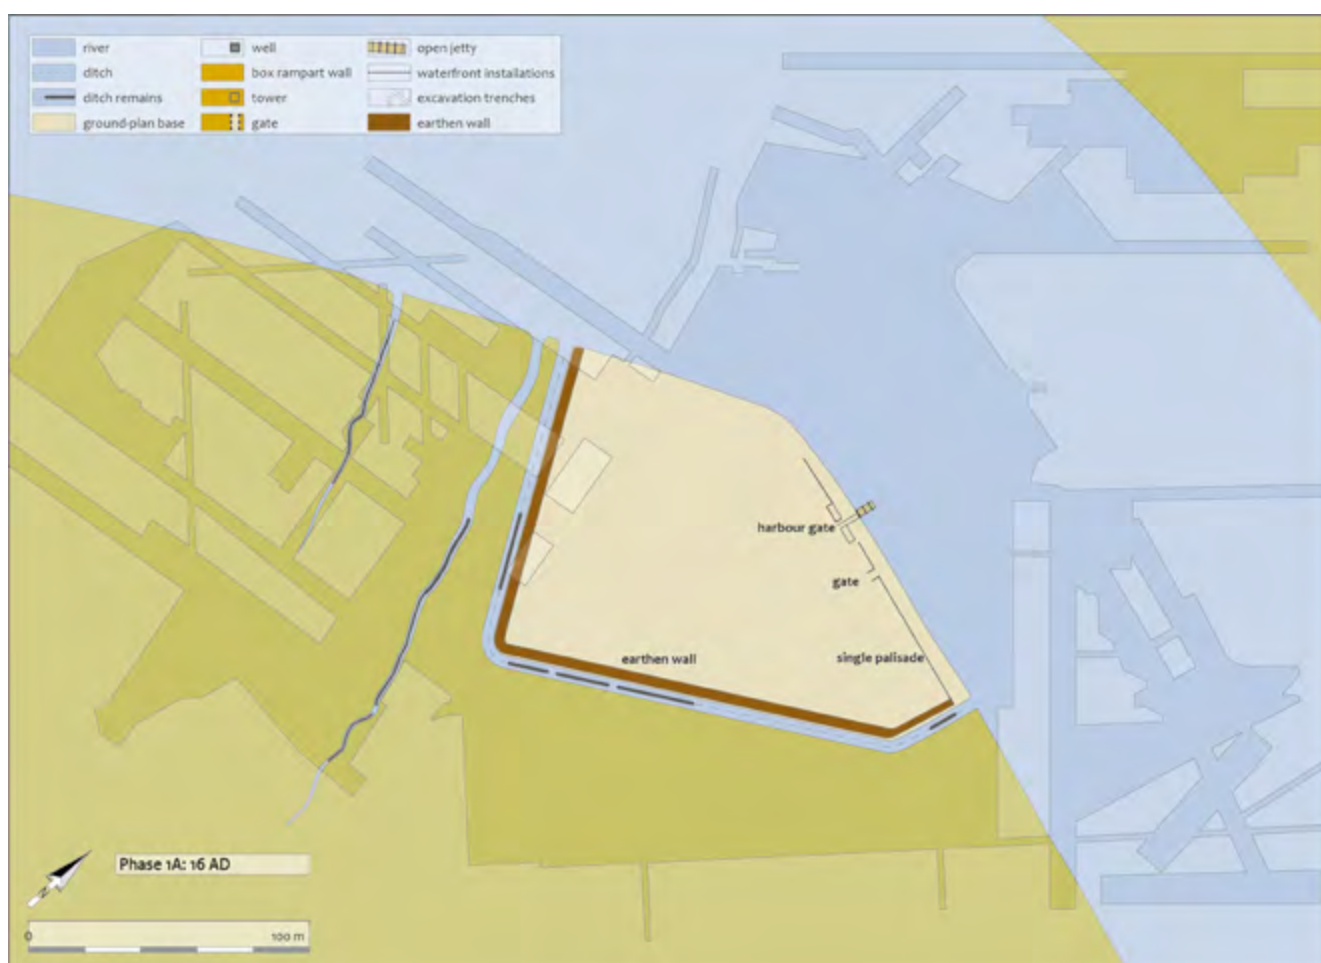 river
well
open jetty
ditch
box rampart wall
waterfront installations
ditch remains
tower
excavation trenches
ground-plan base
gate
earthen wall
harbour gate
gate
earthen wall
single palisade
Phase 1A: 16 AD
N
0
100 m